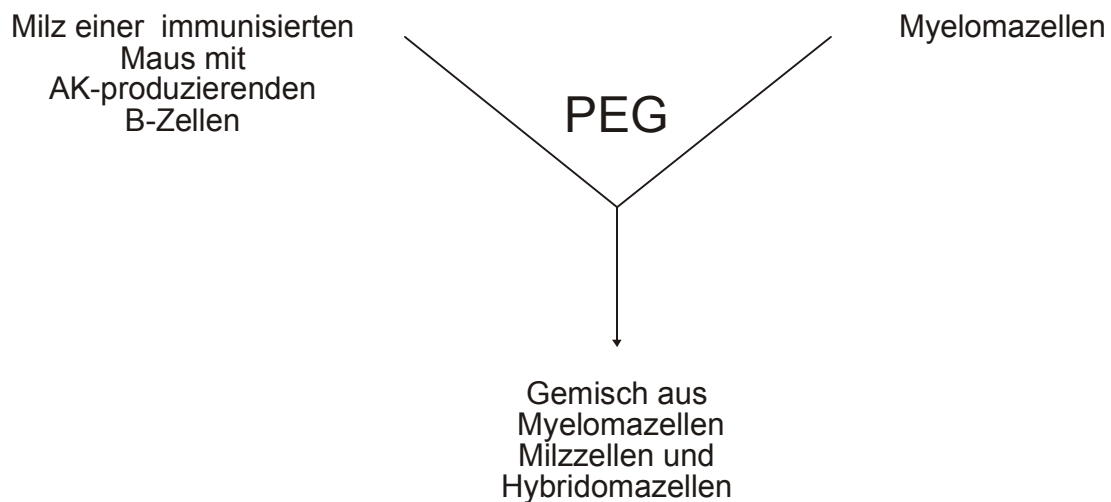 Milz einer immunisierten
Maus mit
AK-produzierenden
B-Zellen
Myelomazellen
PEG
Gemisch aus
Myelomazellen
Milzzellen und
Hybridomazellen